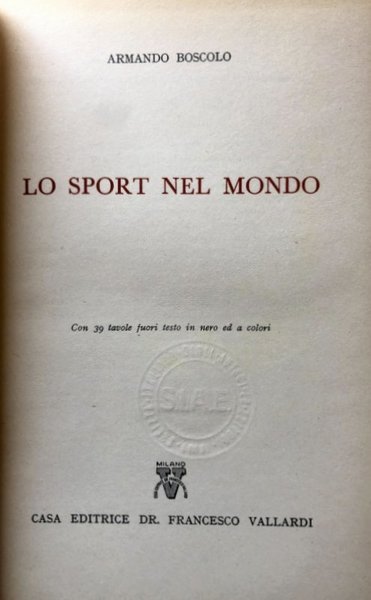 ARMANDO BOSCOLO
LO SPORT NEL MONDO
Con 39 tavole fuori testo in nero ed a colori
S.I.A.E.
MILANO
V
CASA EDITRICE DR. FRANCESCO VALLARDI